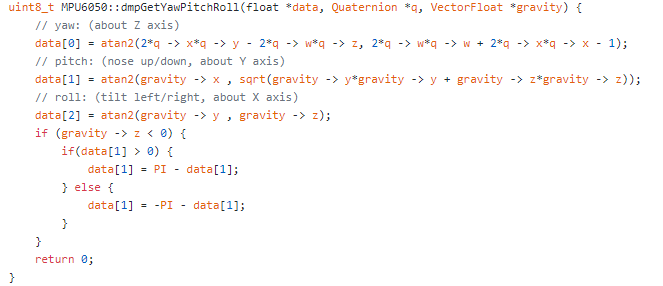 uint8_t MPU6050::dmpGetYawPitchRoll(float *data, Quaternion *q, VectorFloat *gravity) {
    // yaw: (about Z axis)
    data[0] = atan2(2*q -> x*q -> y - 2*q -> w*q -> z, 2*q -> w*q -> w + 2*q -> x*q -> x - 1);
    // pitch: (nose up/down, about Y axis)
    data[1] = atan2(gravity -> x , sqrt(gravity -> y*gravity -> y + gravity -> z*gravity -> z));
    // roll: (tilt left/right, about X axis)
    data[2] = atan2(gravity -> y , gravity -> z);
    if (gravity -> z < 0) {
        if(data[1] > 0) {
            data[1] = PI - data[1];
        } else {
            data[1] = -PI - data[1];
        }
    }
    return 0;
}